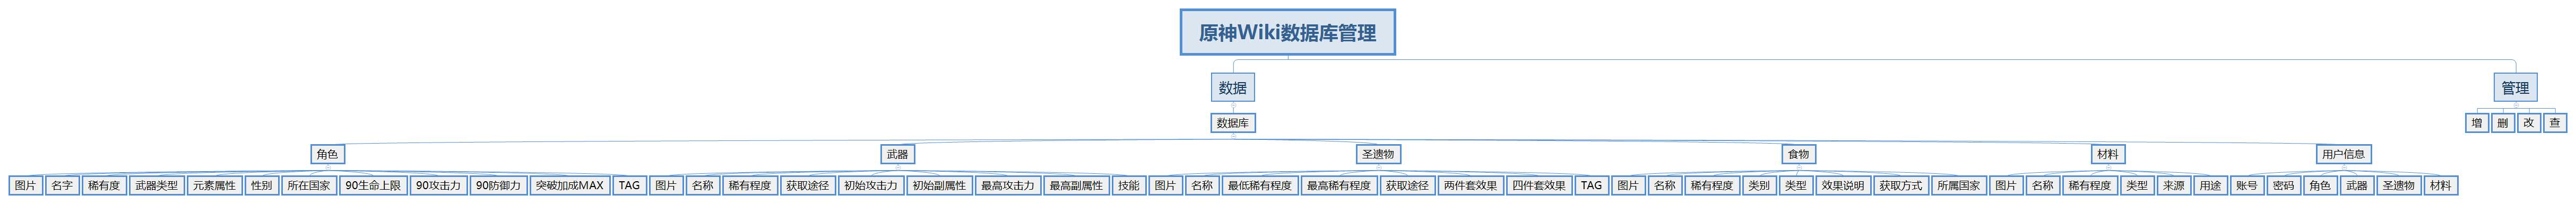 原神Wiki数据库管理
数据
管理
数据库
增 删 改 查
角色 武器 圣遗物 食物 材料 用户信息
图片 名字 稀有度 武器类型 元素属性 性别 所在国家 90生命上限 90攻击力 90防御力 突破加成MAX TAG 图片 名称 稀有程度 获取途径 初始攻击力 初始副属性 最高攻击力 最高副属性 技能 图片 名称 最低稀有程度 最高稀有程度 获取途径 两件套效果 四件套效果 TAG 图片 名称 稀有程度 类别 类型 效果说明 获取方式 所属国家 图片 名称 稀有程度 类型 来源 用途 账号 密码 角色 武器 圣遗物 材料